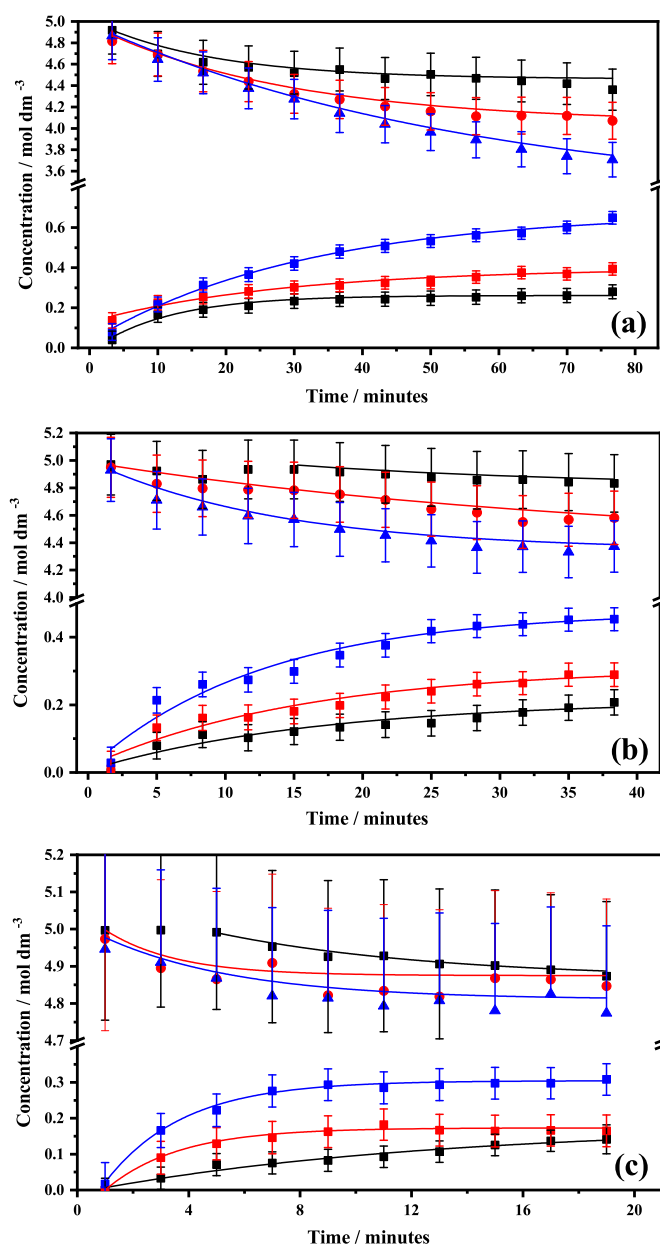 5.0
4.8
4.6
4.4
4.2
4.0
3.8
3.6
0.6
0.4
0.2
0.0
Concentration / mol dm -3
0 10 20 30 40 50 60 70 80
Time / minutes
(a)
5.2
5.0
4.8
4.6
4.4
4.2
4.0
0.4
0.2
0.0
Concentration / mol dm -3
0 5 10 15 20 25 30 35 40
Time / minutes
(b)
5.2
5.1
5.0
4.9
4.8
4.7
0.3
0.2
0.1
0.0
Concentration / mol dm -3
0 4 8 12 16 20
Time / minutes
(c)